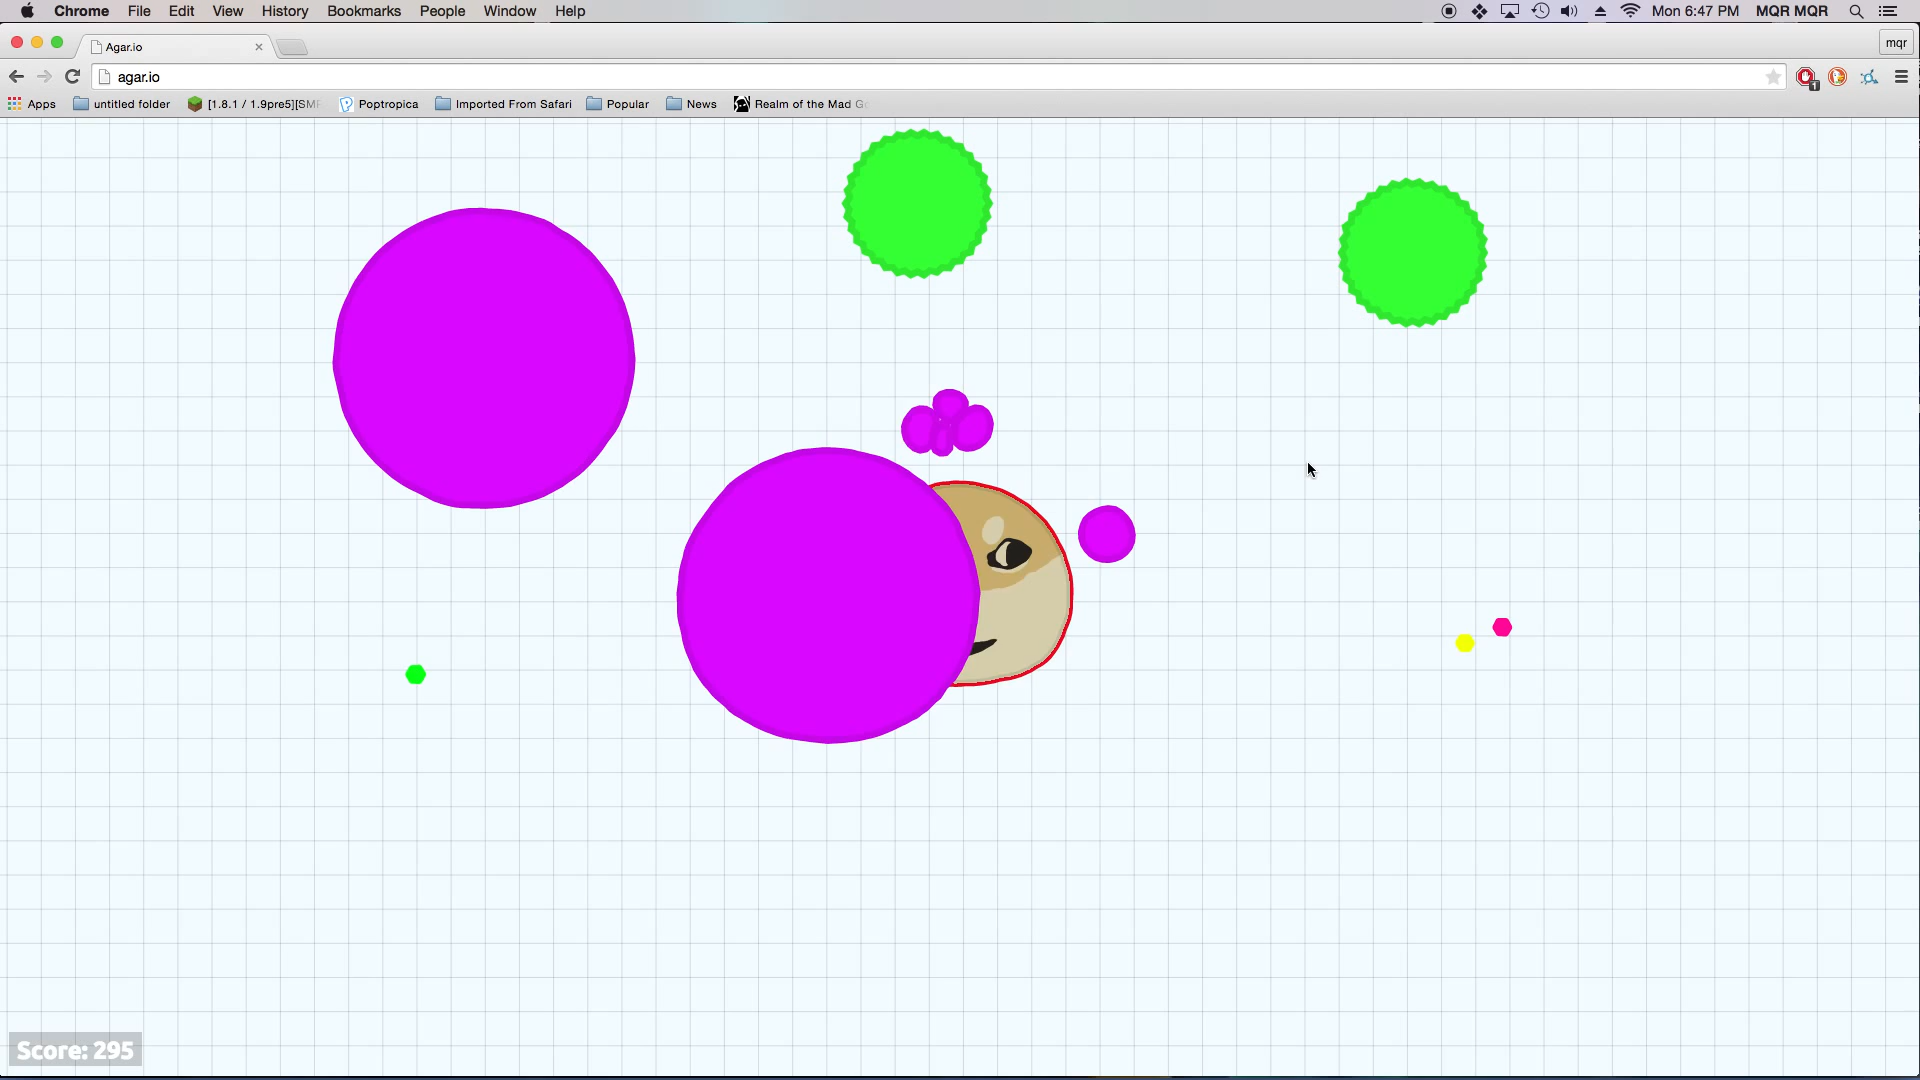 Chrome File Edit View History Bookmarks People Window Help Mon 6:47 PM MQR MQR
Agar.io mqr
agar.io 1
Apps untitled folder [1.8.1 / 1.9pre5][SMP Poptropica Imported From Safari Popular News Realm of the Mad G
Score: 295